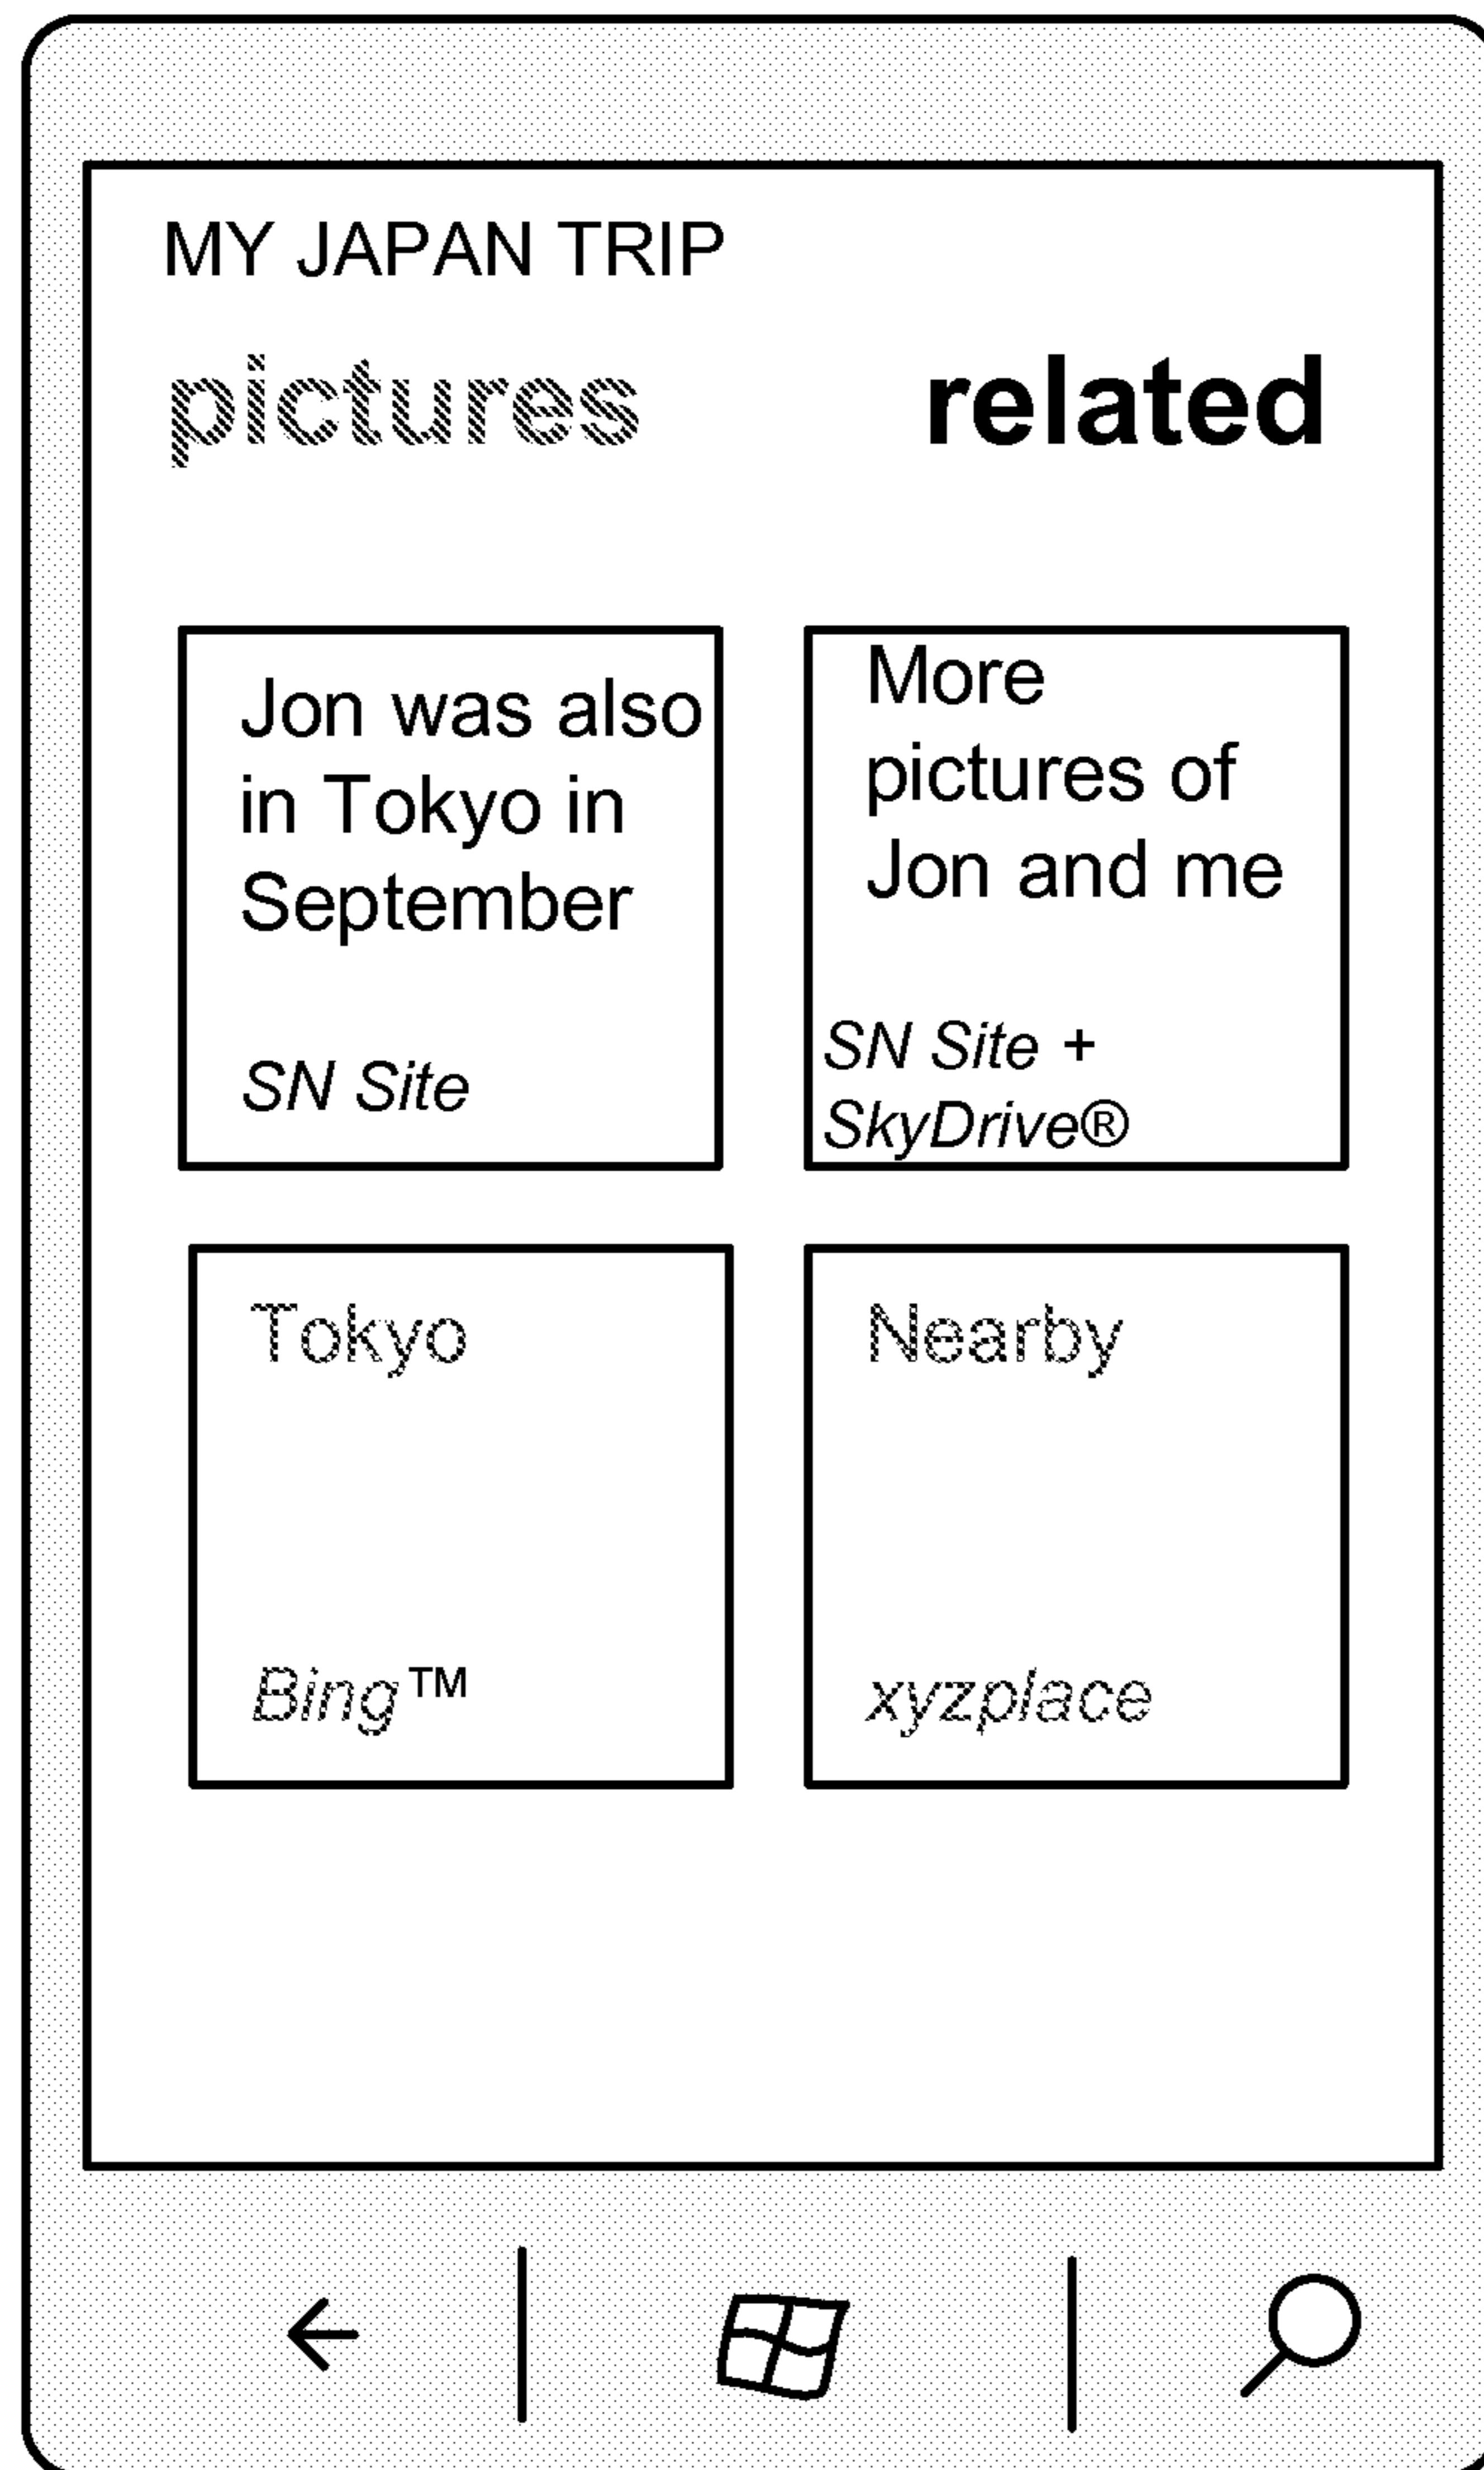 MY JAPAN TRIP
pictures
related
Jon was also
in Tokyo in
September
SN Site
More
pictures of
Jon and me
SN Site +
SkyDrive®
Tokyo
Bing™
Nearby
xyzplace